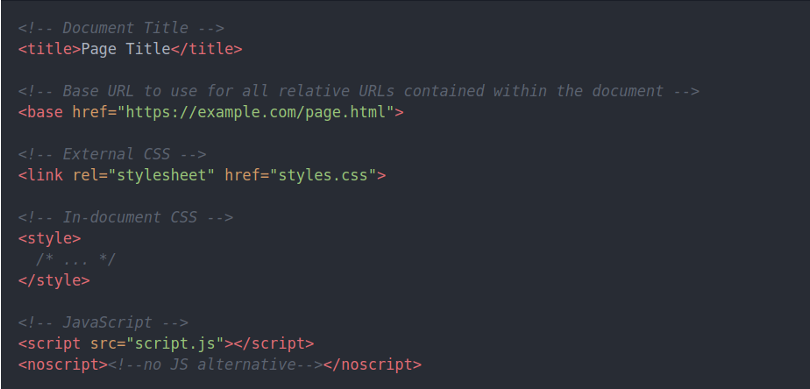 <!-- Document Title -->
<title>Page Title</title>
<!-- Base URL to use for all relative URLs contained within the document -->
<base href="https://example.com/page.html">
<!-- External CSS -->
<link rel="stylesheet" href="styles.css">
<!-- In-document CSS -->
<style>
  /* ... */
</style>
<!-- JavaScript -->
<script src="script.js"></script>
<noscript><!--no JS alternative--></noscript>